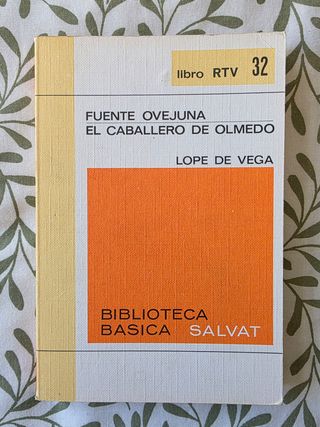 libro RTV 32
FUENTE OVEJUNA
EL CABALLERO DE OLMEDO
LOPE DE VEGA
BIBLIOTECA
BASICA SALVAT